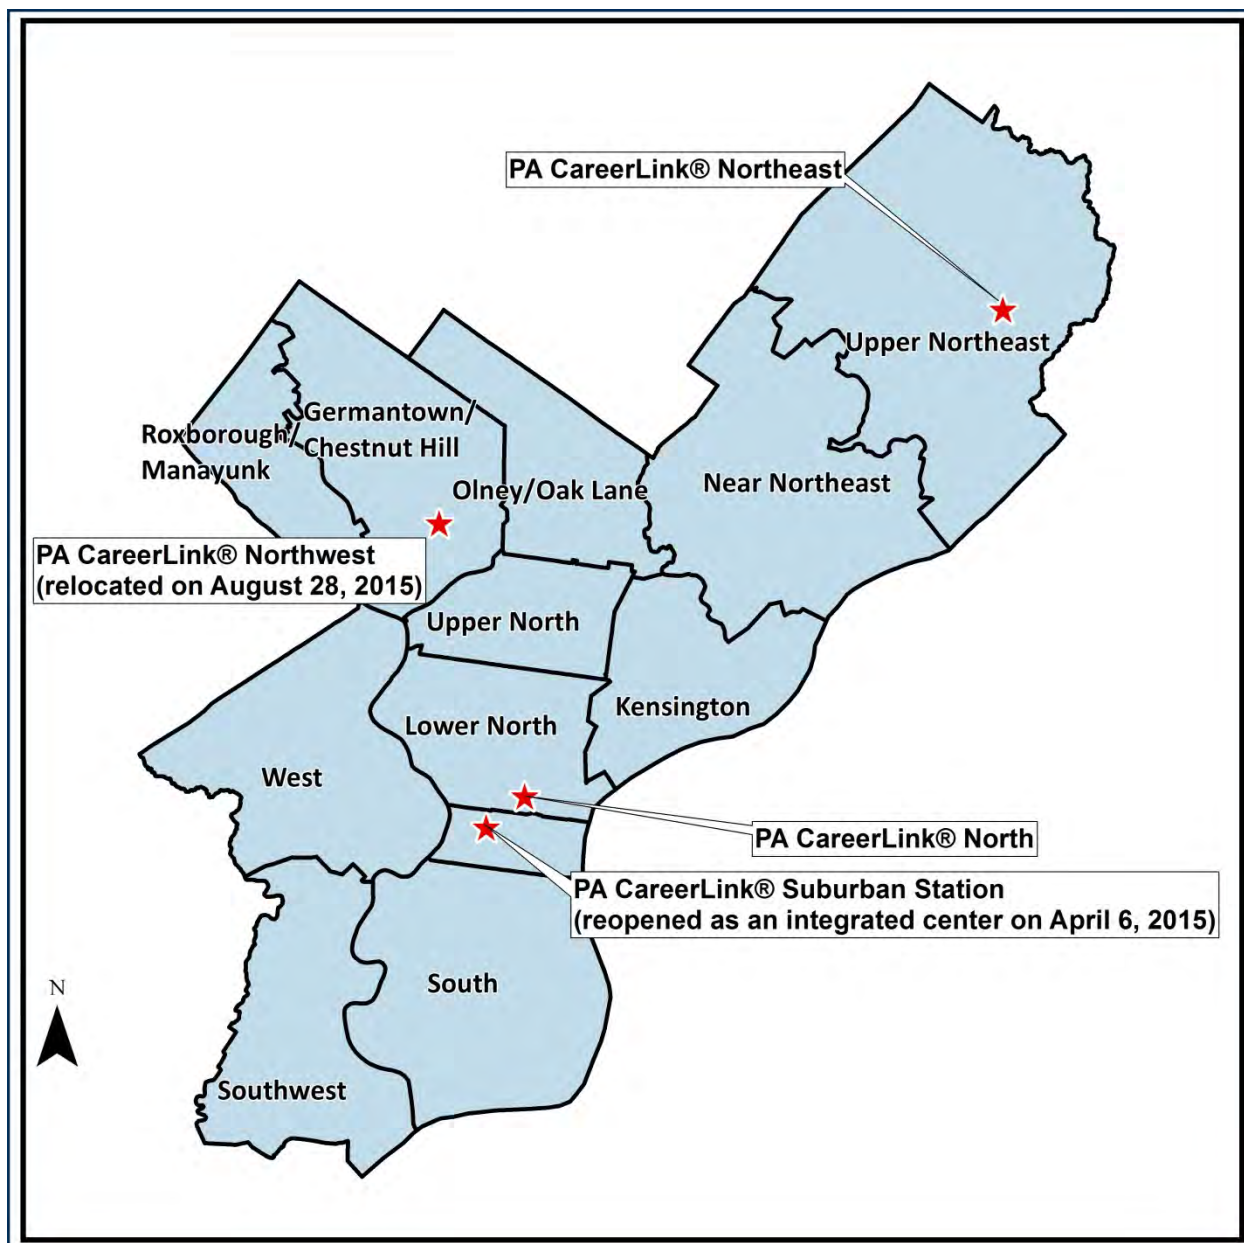 PA CareerLink® Northeast
Upper Northeast
Germantown/
Chestnut Hill
Roxborough/
Manayunk
Near Northeast
Olney/Oak Lane
PA CareerLink® Northwest
(relocated on August 28, 2015)
Upper North
Kensington
Lower North
West
PA CareerLink® North
PA CareerLink® Suburban Station
(reopened as an integrated center on April 6, 2015)
South
N
Southwest